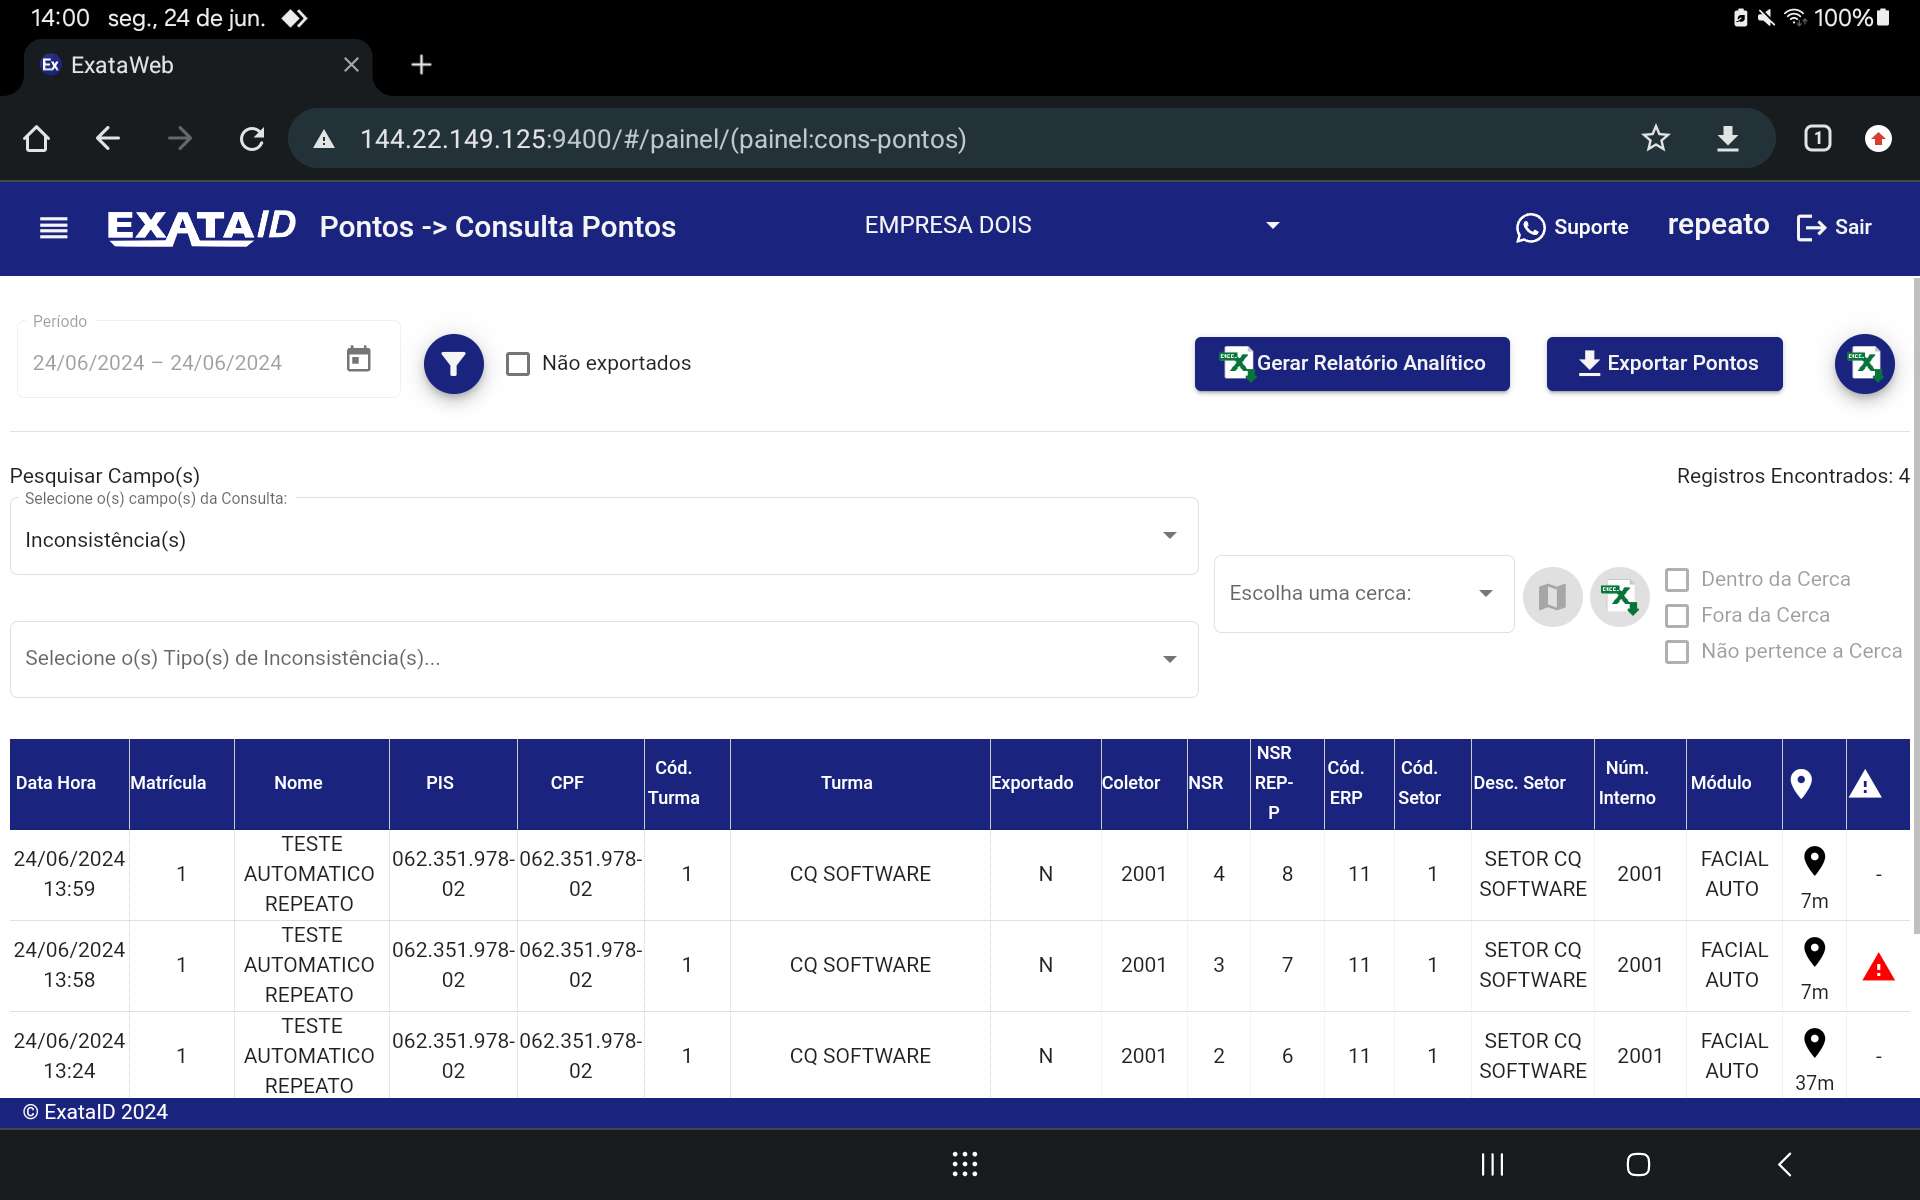 14:00 seg., 24 de jun. 100%
Ex ExataWeb
144.22.149.125:9400/#/painel/(painel:cons-pontos) 1
EXATAID Pontos -> Consulta Pontos EMPRESA DOIS Suporte repeato Sair
Período
24/06/2024 – 24/06/2024 Não exportados Gerar Relatório Analítico Exportar Pontos
Pesquisar Campo(s) Registros Encontrados: 4
Selecione o(s) campo(s) da Consulta:
Inconsistência(s)
Escolha uma cerca: Dentro da Cerca
Fora da Cerca
Não pertence a Cerca
Selecione o(s) Tipo(s) de Inconsistência(s)...
Data Hora Matrícula Nome PIS CPF Cód. Turma Turma Exportado Coletor NSR NSR REP-P Cód. ERP Cód. Setor Desc. Setor Núm. Interno Módulo
24/06/2024 13:59 1 TESTE AUTOMATICO REPEATO 062.351.978-02 062.351.978-02 1 CQ SOFTWARE N 2001 4 8 11 1 SETOR CQ SOFTWARE 2001 FACIAL AUTO 7m -
24/06/2024 13:58 1 TESTE AUTOMATICO REPEATO 062.351.978-02 062.351.978-02 1 CQ SOFTWARE N 2001 3 7 11 1 SETOR CQ SOFTWARE 2001 FACIAL AUTO 7m
24/06/2024 13:24 1 TESTE AUTOMATICO REPEATO 062.351.978-02 062.351.978-02 1 CQ SOFTWARE N 2001 2 6 11 1 SETOR CQ SOFTWARE 2001 FACIAL AUTO 37m -
© ExataID 2024